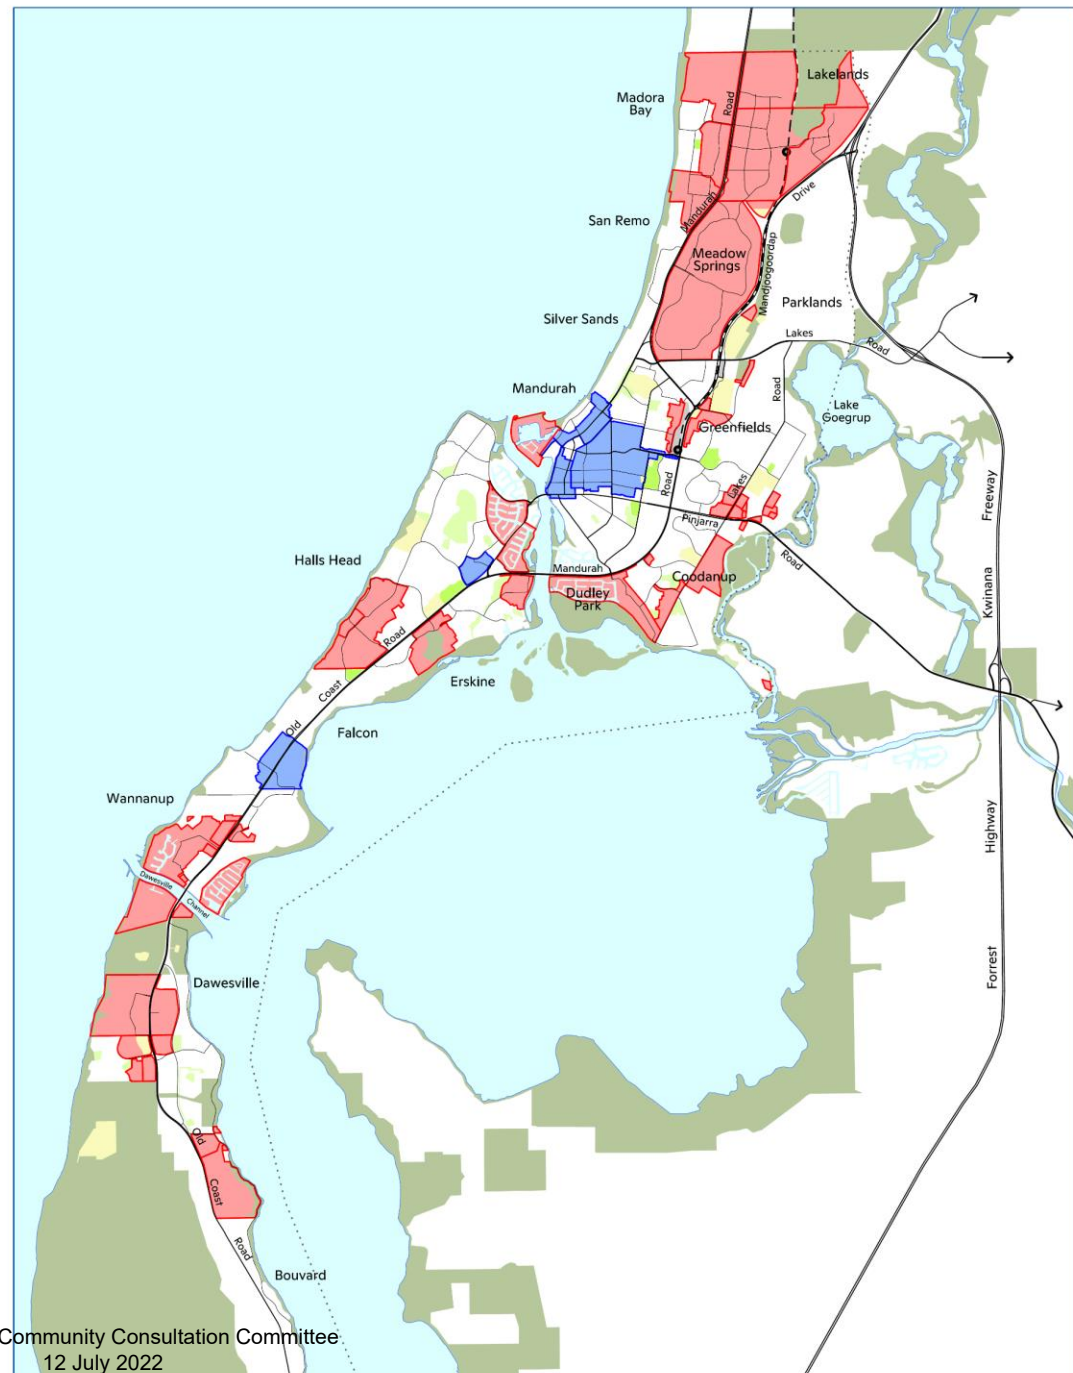 Lakelands
Madora
Bay
Road
Drive
Mandurah
San Remo
Meadow
Springs
Mandjoogoordap
Parklands
Silver Sands
Lakes
Road
Mandurah
Road
Lake
Goegrup
Greenfields
Lakes
Road
Freeway
Pinjarra
Road
Halls Head
Mandurah
Coodanup
Dudley
Park
Kwinana
Road
Erskine
Coast
Old
Falcon
Wannanup
Highway
Dawesville
Channel
Forrest
Dawesville
Old
Coast
Road
Bouvard
Community Consultation Committee
12 July 2022